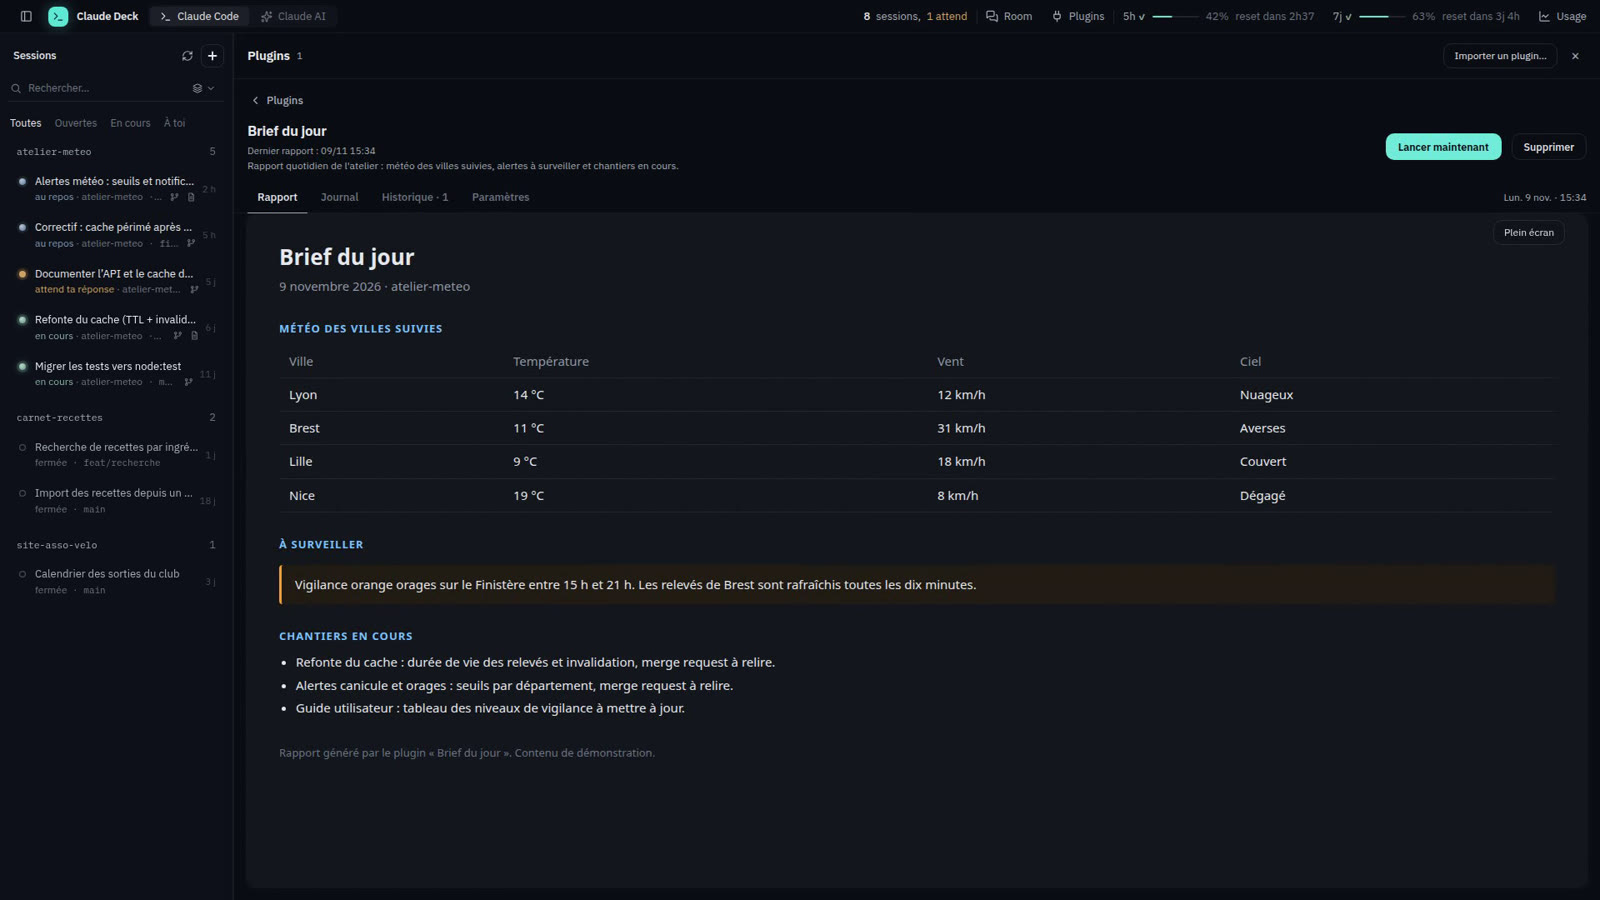 Claude Deck
Claude Code
Claude AI
8 sessions, 1 attend
Room
Plugins
5h
42% reset dans 2h37
7j
63% reset dans 3j 4h
Usage
Sessions
Rechercher...
Toutes
Ouvertes
En cours
À toi
atelier-meteo 5
Alertes météo : seuils et notific...
au repos · atelier-meteo ·...
2 h
Correctif : cache périmé après ...
au repos · atelier-meteo · fi...
5 h
Documenter l'API et le cache d...
attend ta réponse · atelier-met...
5 j
Refonte du cache (TTL + invalid...
en cours · atelier-meteo ·...
6 j
Migrer les tests vers node:test
en cours · atelier-meteo · m...
11 j
carnet-recettes 2
Recherche de recettes par ingré...
fermée · feat/recherche
1 j
Import des recettes depuis un ...
fermée · main
18 j
site-asso-velo 1
Calendrier des sorties du club
fermée · main
3 j
Plugins 1
Importer un plugin...
Plugins
Brief du jour
Dernier rapport : 09/11 15:34
Rapport quotidien de l'atelier : météo des villes suivies, alertes à surveiller et chantiers en cours.
Lancer maintenant
Supprimer
Rapport
Journal
Historique · 1
Paramètres
Lun. 9 nov. · 15:34
Plein écran
Brief du jour
9 novembre 2026 · atelier-meteo
MÉTÉO DES VILLES SUIVIES
Ville Température Vent Ciel
Lyon 14 °C 12 km/h Nuageux
Brest 11 °C 31 km/h Averses
Lille 9 °C 18 km/h Couvert
Nice 19 °C 8 km/h Dégagé
À SURVEILLER
Vigilance orange orages sur le Finistère entre 15 h et 21 h. Les relevés de Brest sont rafraîchis toutes les dix minutes.
CHANTIERS EN COURS
• Refonte du cache : durée de vie des relevés et invalidation, merge request à relire.
• Alertes canicule et orages : seuils par département, merge request à relire.
• Guide utilisateur : tableau des niveaux de vigilance à mettre à jour.
Rapport généré par le plugin « Brief du jour ». Contenu de démonstration.